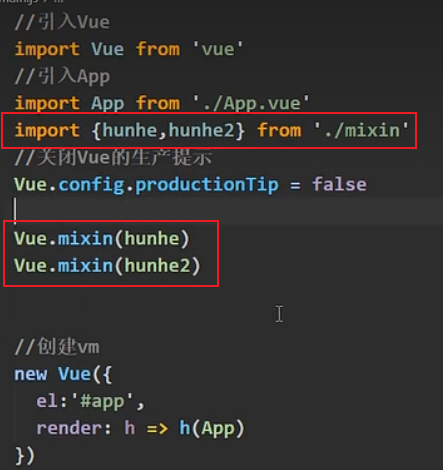 //引入Vue
import Vue from 'vue'
//引入App
import App from './App.vue'
import {hunhe,hunhe2} from './mixin'
//关闭Vue的生产提示
Vue.config.productionTip = false
Vue.mixin(hunhe)
Vue.mixin(hunhe2)
//创建vm
new Vue({
  el:'#app',
  render: h => h(App)
})